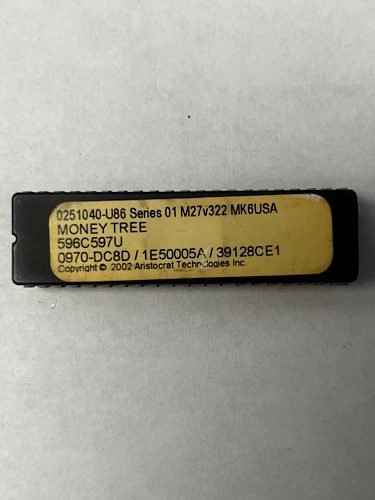 0251040-U86 Series 01 M27v322 MK6USA
MONEY TREE
596C597U
0970-DC8D / 1E50005A / 39128CE1
Copyright © 2002 Aristocrat Technologies Inc.